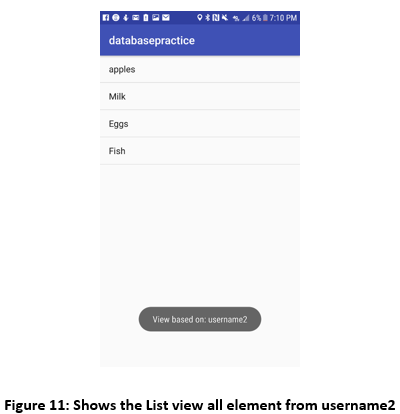 6% 7:10 PM
databasepractice
apples
Milk
Eggs
Fish
View based on: username2
Figure 11: Shows the List view all element from username2